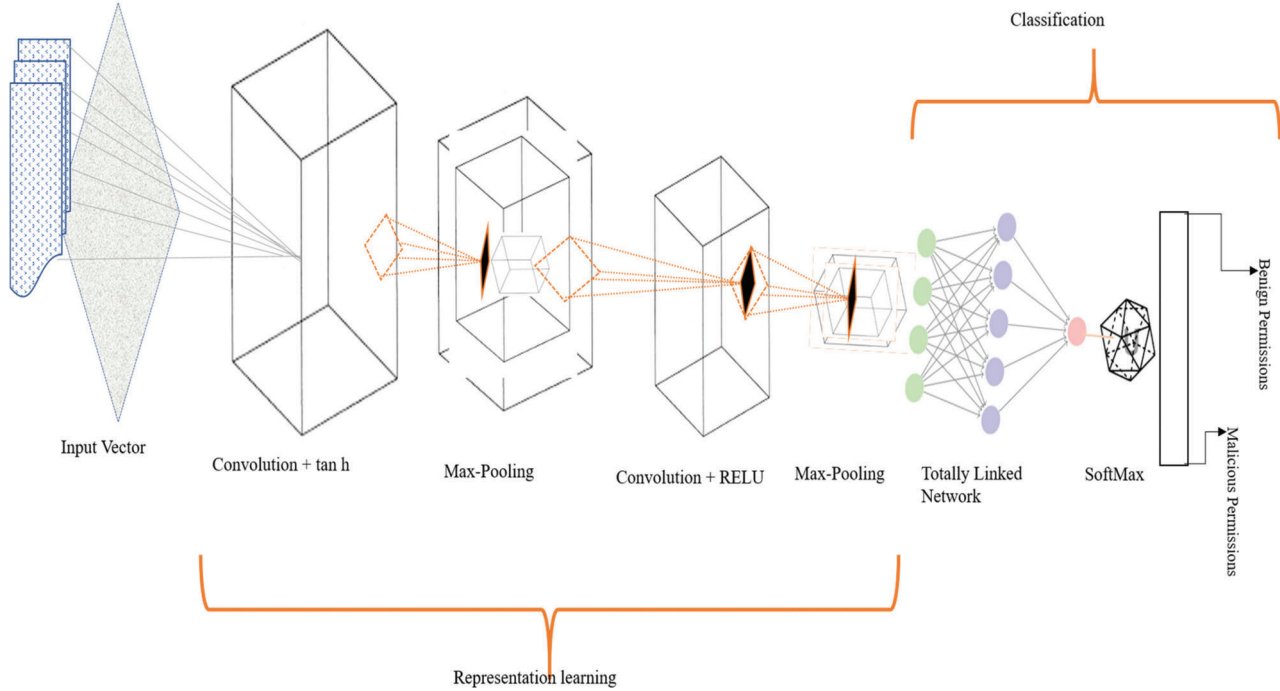 Classification
Input Vector
Convolution + tan h
Max-Pooling
Convolution + RELU
Max-Pooling
Totally Linked
Network
SoftMax
Benign Permissions
Malicious Permissions
Representation learning